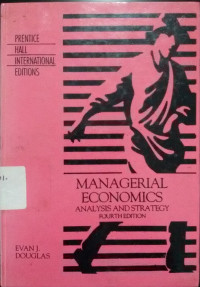 PRENTICE
HALL
INTERNATIONAL
EDITIONS
MANAGERIAL
ECONOMICS
ANALYSIS AND STRATEGY
FOURTH EDITION
EVAN J.
DOUGLAS